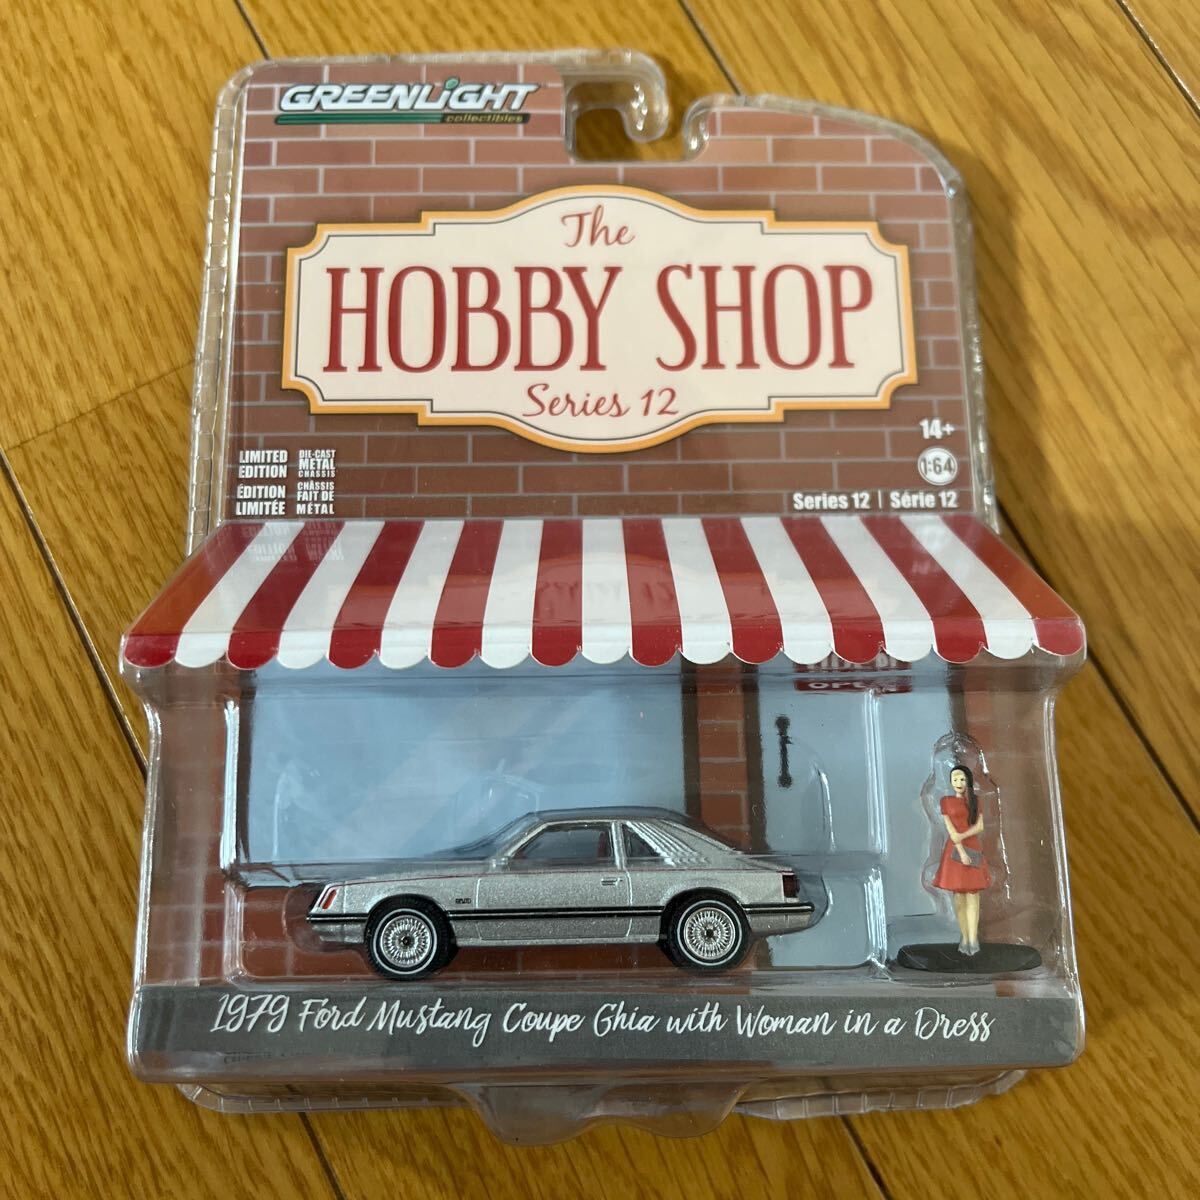 GREENLiGHT
collectibles
The
HOBBY SHOP
Series 12
14+
1:64
LIMITED
EDITION
DIE-CAST
METAL
CHASSIS
ÉDITION
LIMITÉE
CHÂSSIS
FAIT DE
MÉTAL
Series 12 | Série 12
OPEN
1979 Ford Mustang Coupe Ghia with Woman in a Dress